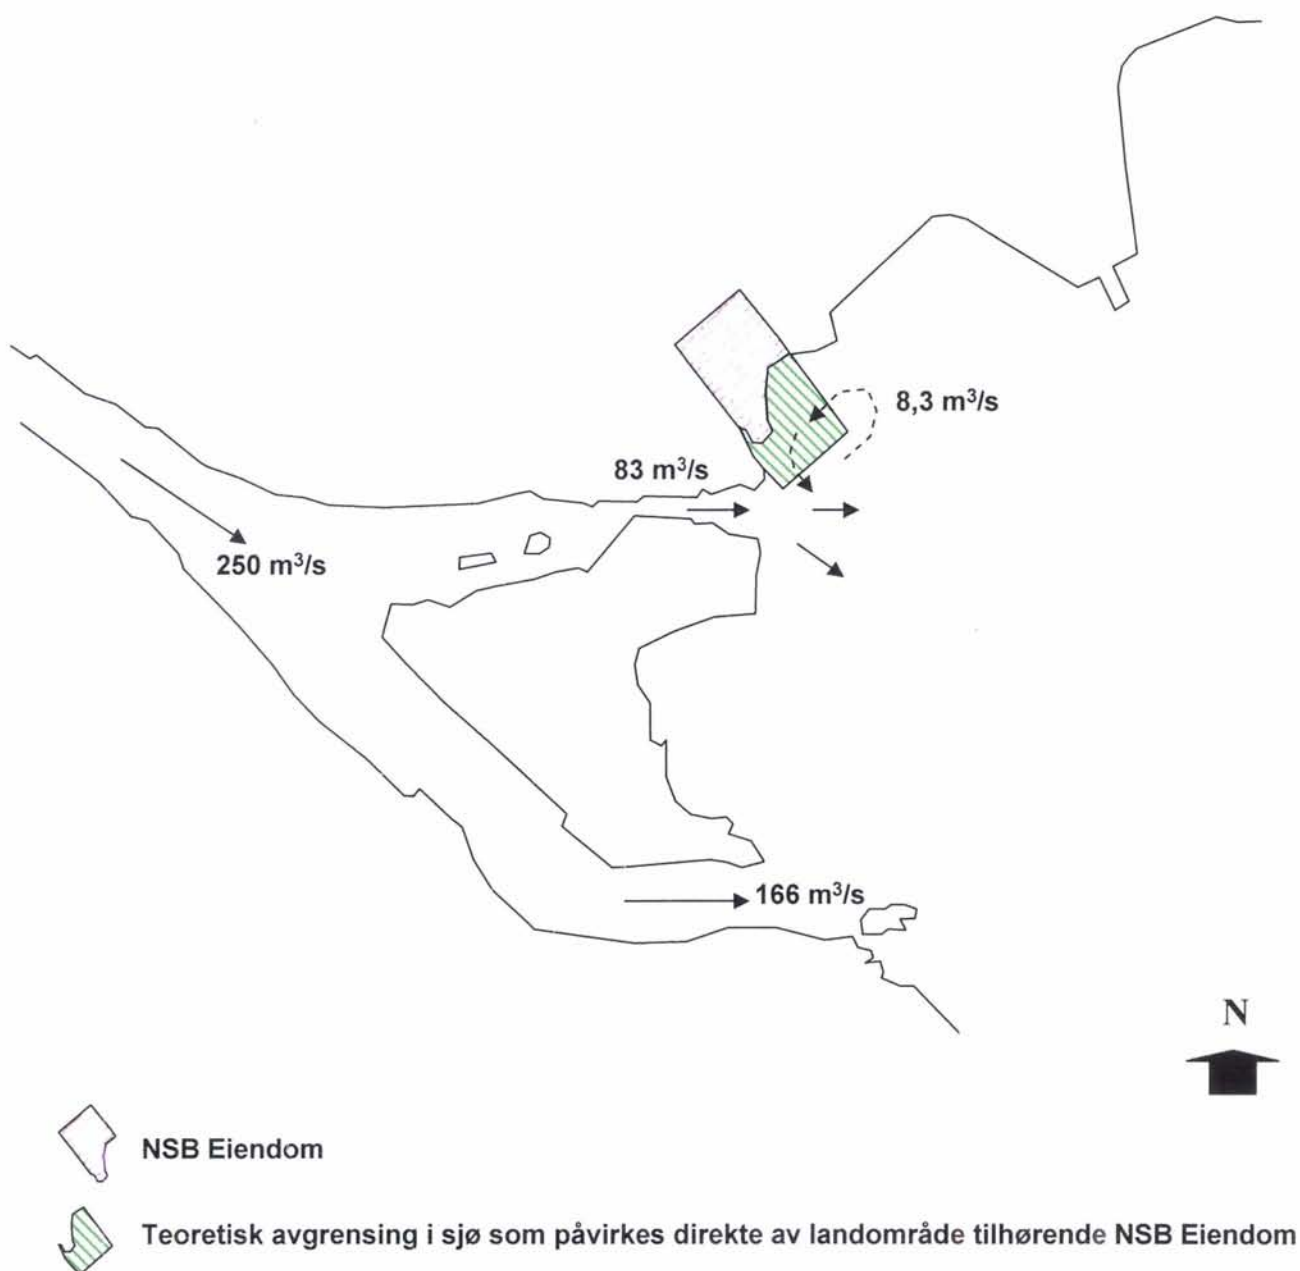 8,3 m³/s
83 m³/s
250 m³/s
166 m³/s
N
NSB Eiendom
Teoretisk avgrensing i sjø som påvirkes direkte av landområde tilhørende NSB Eiendom